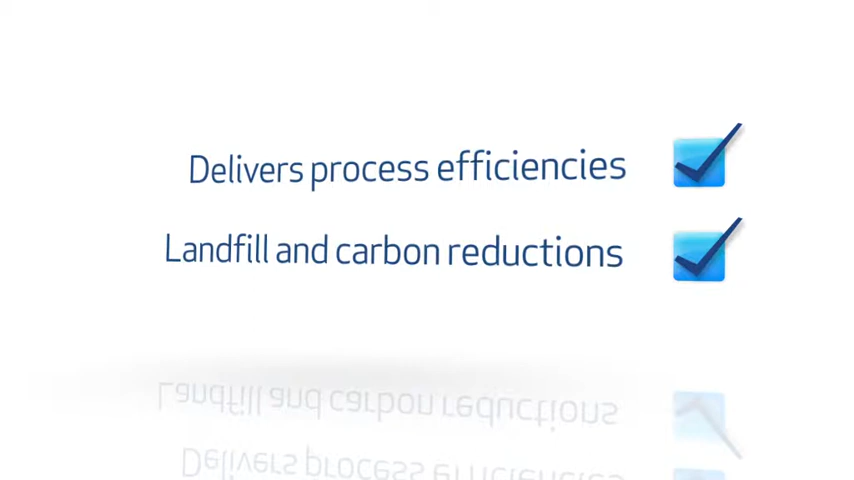 Delivers process efficiencies
Landfill and carbon reductions